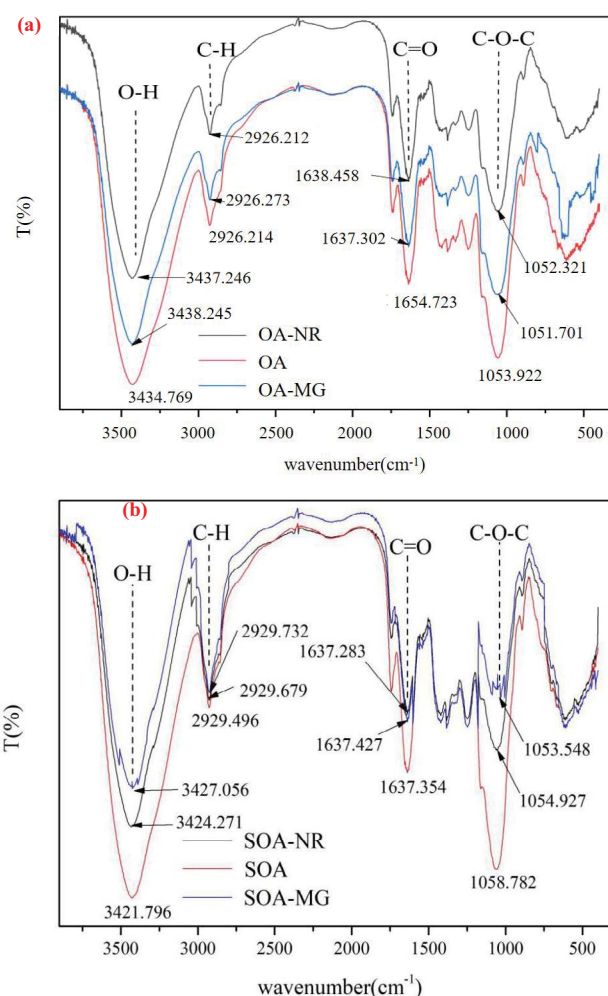 (a)
O-H
C-H
C=O
C-O-C
2926.212
2926.273
2926.214
1638.458
1637.302
1654.723
1052.321
1051.701
1053.922
3437.246
3438.245
3434.769
OA-NR
OA
OA-MG
T(%)
3500 3000 2500 2000 1500 1000 500
wavenumber(cm⁻¹)
(b)
O-H
C-H
C=O
C-O-C
2929.732
2929.679
2929.496
1637.283
1637.427
1637.354
1053.548
1054.927
1058.782
3427.056
3424.271
3421.796
SOA-NR
SOA
SOA-MG
T(%)
3500 3000 2500 2000 1500 1000 500
wavenumber(cm⁻¹)